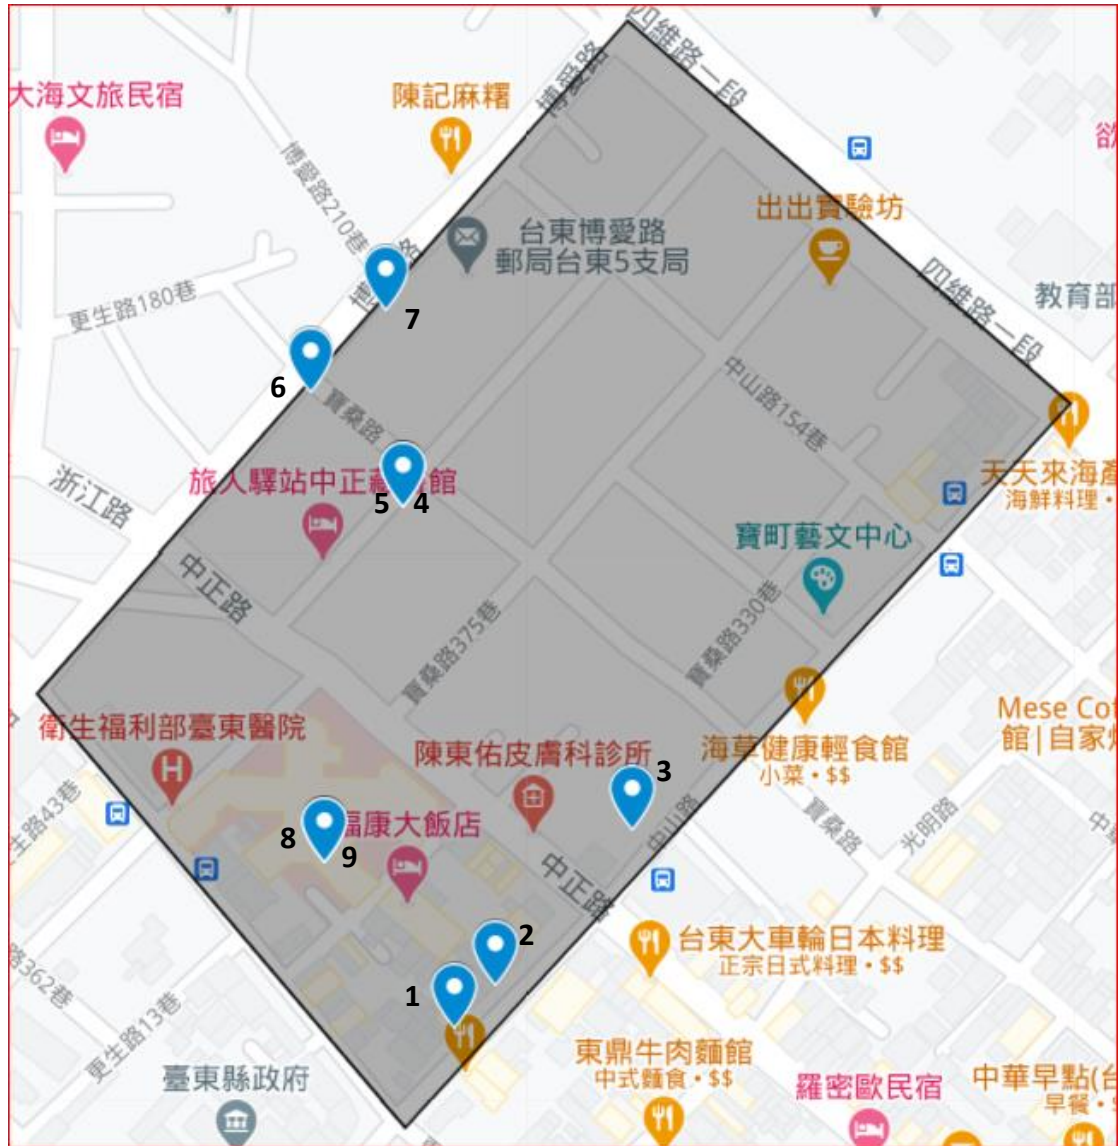 四維路一段
大海文旅民宿
陳記麻糬
博愛路
博愛路210巷
出出實驗坊
台東博愛路
郵局台東5支局
四維路一段
教育部
更生路180巷
7
6
寶桑路
中山路154巷
旅人驛站中正
館
5
4
浙江路
天天來海產
海鮮料理
寶町藝文中心
中正路
寶桑路375巷
寶桑路330巷
衛生福利部臺東醫院
陳東佑皮膚科診所
海草健康輕食館
小菜・$$
館|自家
3
中山路
生路43巷
寶桑路
光明路
8
9
福康大飯店
中正路
2
台東大車輪日本料理
正宗日式料理・$$
1
路362巷
更生路13巷
東鼎牛肉麵館
中式麵食・$$
臺東縣政府
羅密歐民宿
中華早點(
早餐・